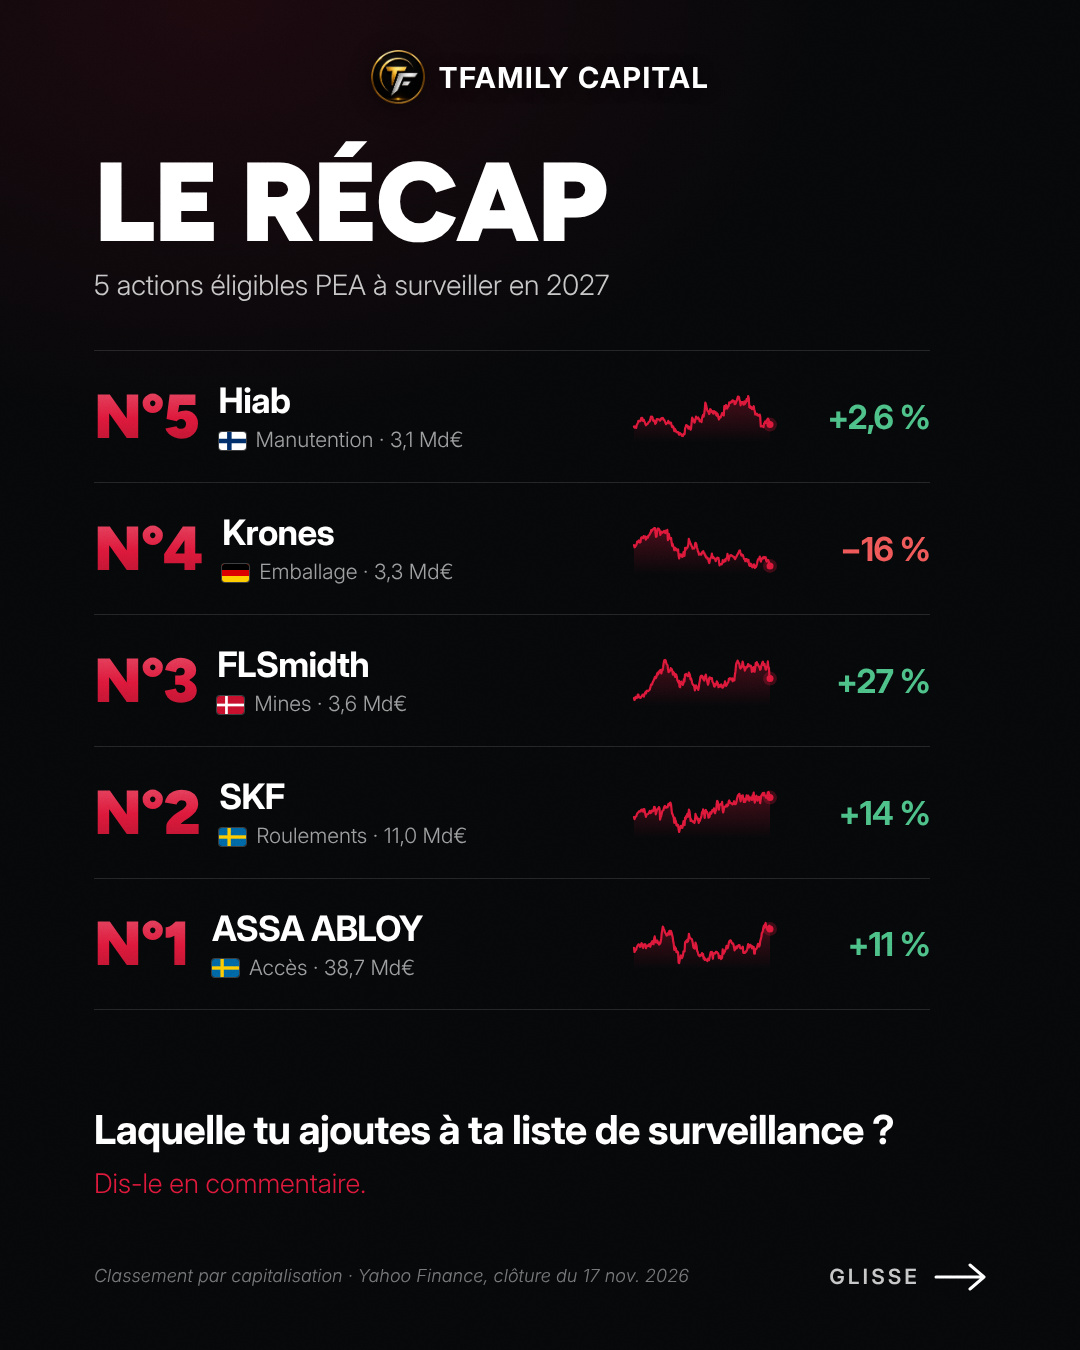 TF TFAMILY CAPITAL
LE RÉCAP
5 actions éligibles PEA à surveiller en 2027
N°5 Hiab +2,6 %
Manutention · 3,1 Md€
N°4 Krones −16 %
Emballage · 3,3 Md€
N°3 FLSmidth +27 %
Mines · 3,6 Md€
N°2 SKF +14 %
Roulements · 11,0 Md€
N°1 ASSA ABLOY +11 %
Accès · 38,7 Md€
Laquelle tu ajoutes à ta liste de surveillance ?
Dis-le en commentaire.
Classement par capitalisation · Yahoo Finance, clôture du 17 nov. 2026
GLISSE →